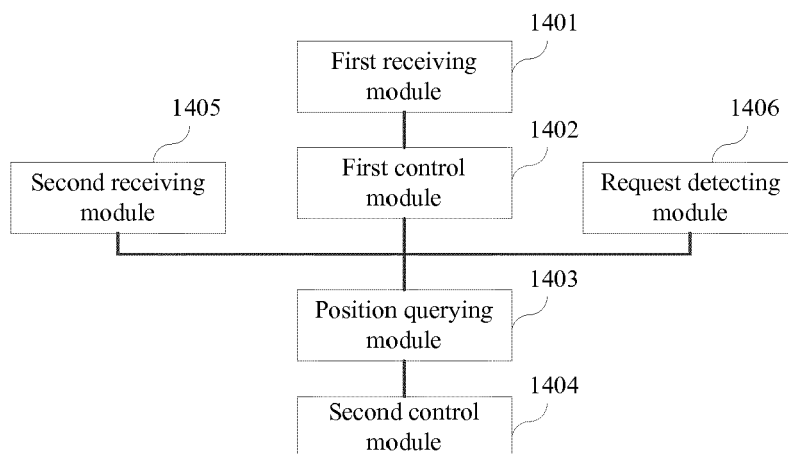 1401
First receiving
module
1405
1402
1406
Second receiving
module
First control
module
Request detecting
module
1403
Position querying
module
1404
Second control
module